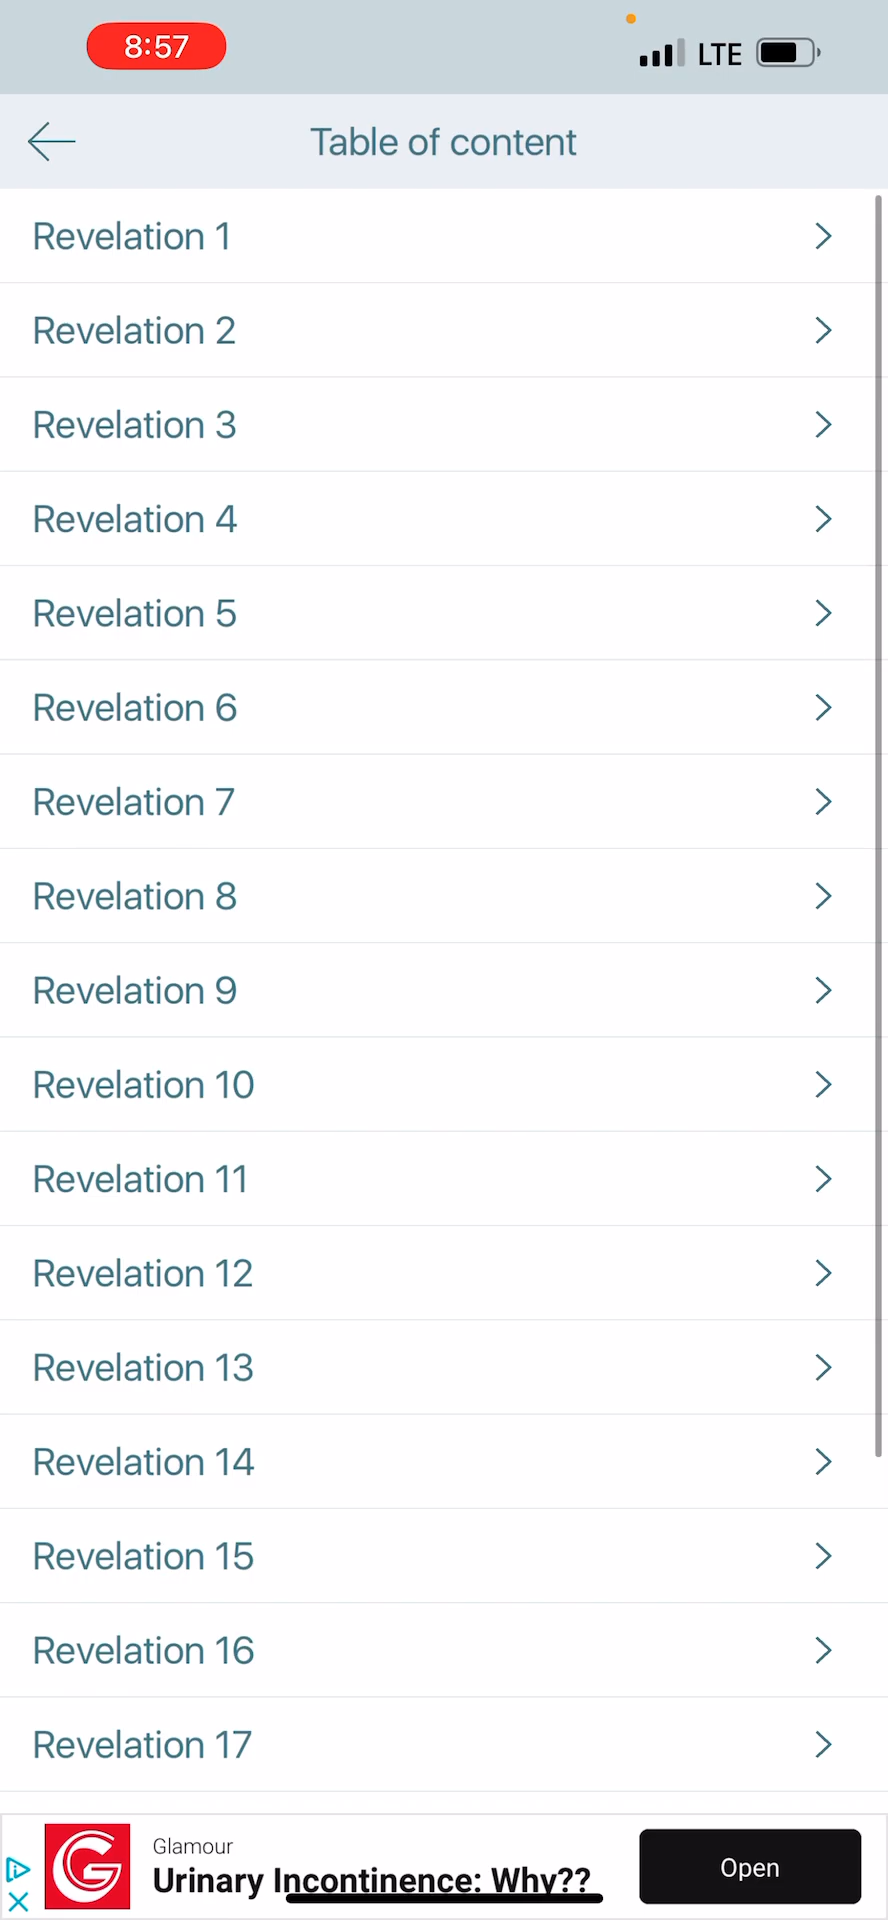 8:57
LTE
Table of content
Revelation 1
Revelation 2
Revelation 3
Revelation 4
Revelation 5
Revelation 6
Revelation 7
Revelation 8
Revelation 9
Revelation 10
Revelation 11
Revelation 12
Revelation 13
Revelation 14
Revelation 15
Revelation 16
Revelation 17
Glamour
Urinary Incontinence: Why??
Open